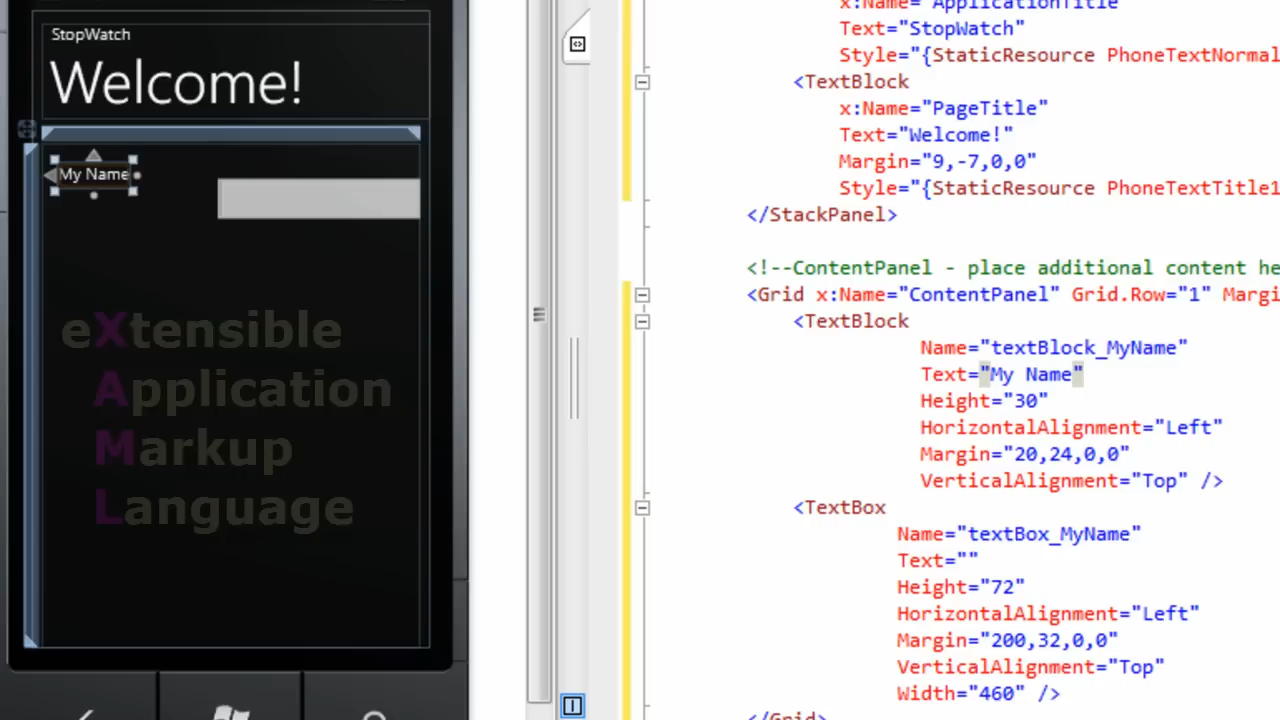 StopWatch
Welcome!
My Name
eXtensible
Application
Markup
Language
x:Name="ApplicationTitle"
Text="StopWatch"
Style="{StaticResource PhoneTextNormal
<TextBlock
x:Name="PageTitle"
Text="Welcome!"
Margin="9,-7,0,0"
Style="{StaticResource PhoneTextTitle1
</StackPanel>
<!--ContentPanel - place additional content he
<Grid x:Name="ContentPanel" Grid.Row="1" Margi
<TextBlock
Name="textBlock_MyName"
Text="My Name"
Height="30"
HorizontalAlignment="Left"
Margin="20,24,0,0"
VerticalAlignment="Top" />
<TextBox
Name="textBox_MyName"
Text=""
Height="72"
HorizontalAlignment="Left"
Margin="200,32,0,0"
VerticalAlignment="Top"
Width="460" />
</Grid>